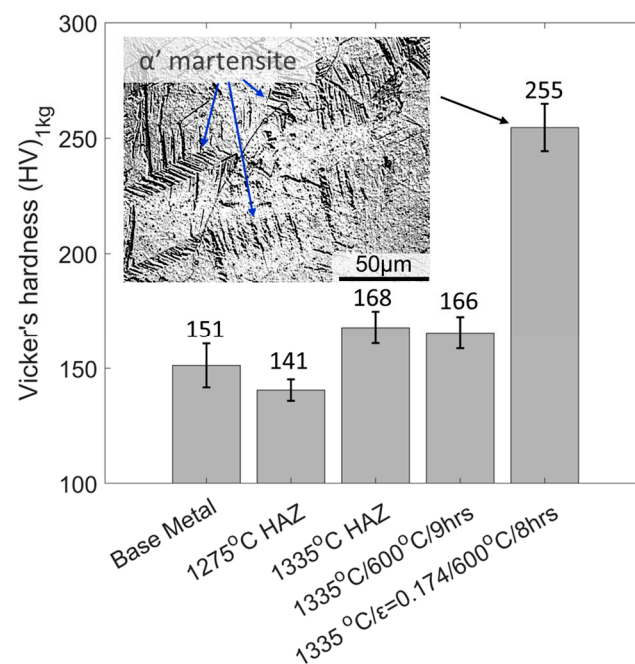 300
250
200
150
100
Vicker's hardness (HV)1kg
α’ martensite
50μm
151
141
168
166
255
Base Metal
1275°C HAZ
1335°C HAZ
1335°C/600°C/9hrs
1335 °C/ε=0.174/600°C/8hrs